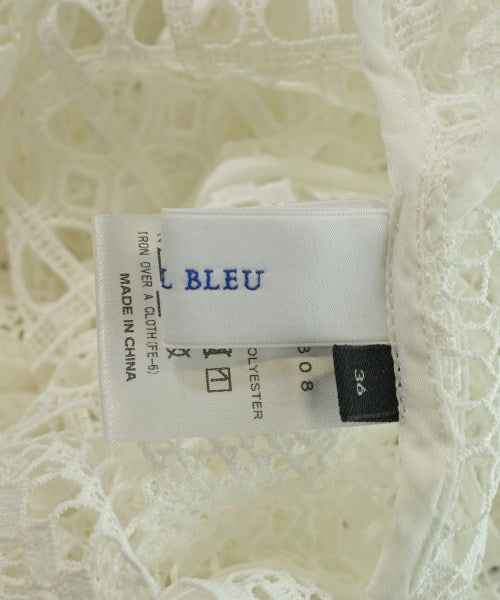 BLEU
IRON OVER A CLOTH(FE-6)
MADE IN
CHINA
POLYESTER
308
36